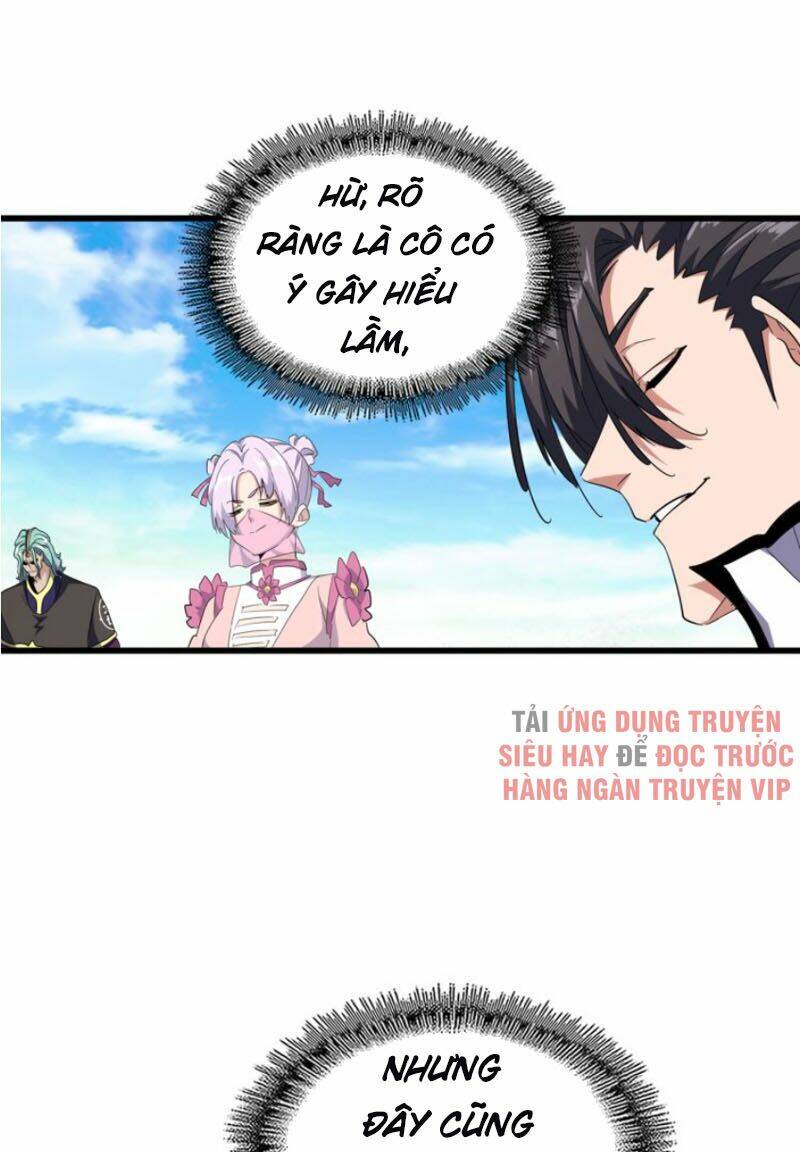 HỪ, RÕ
RÀNG LÀ CÔ CÓ
Ý GÂY HIỂU
LẦM,
TẢI ỨNG DỤNG TRUYỆN
SIÊU HAY ĐỂ ĐỌC TRƯỚC
HÀNG NGÀN TRUYỆN VIP
NHƯNG
ĐÂY CŨNG